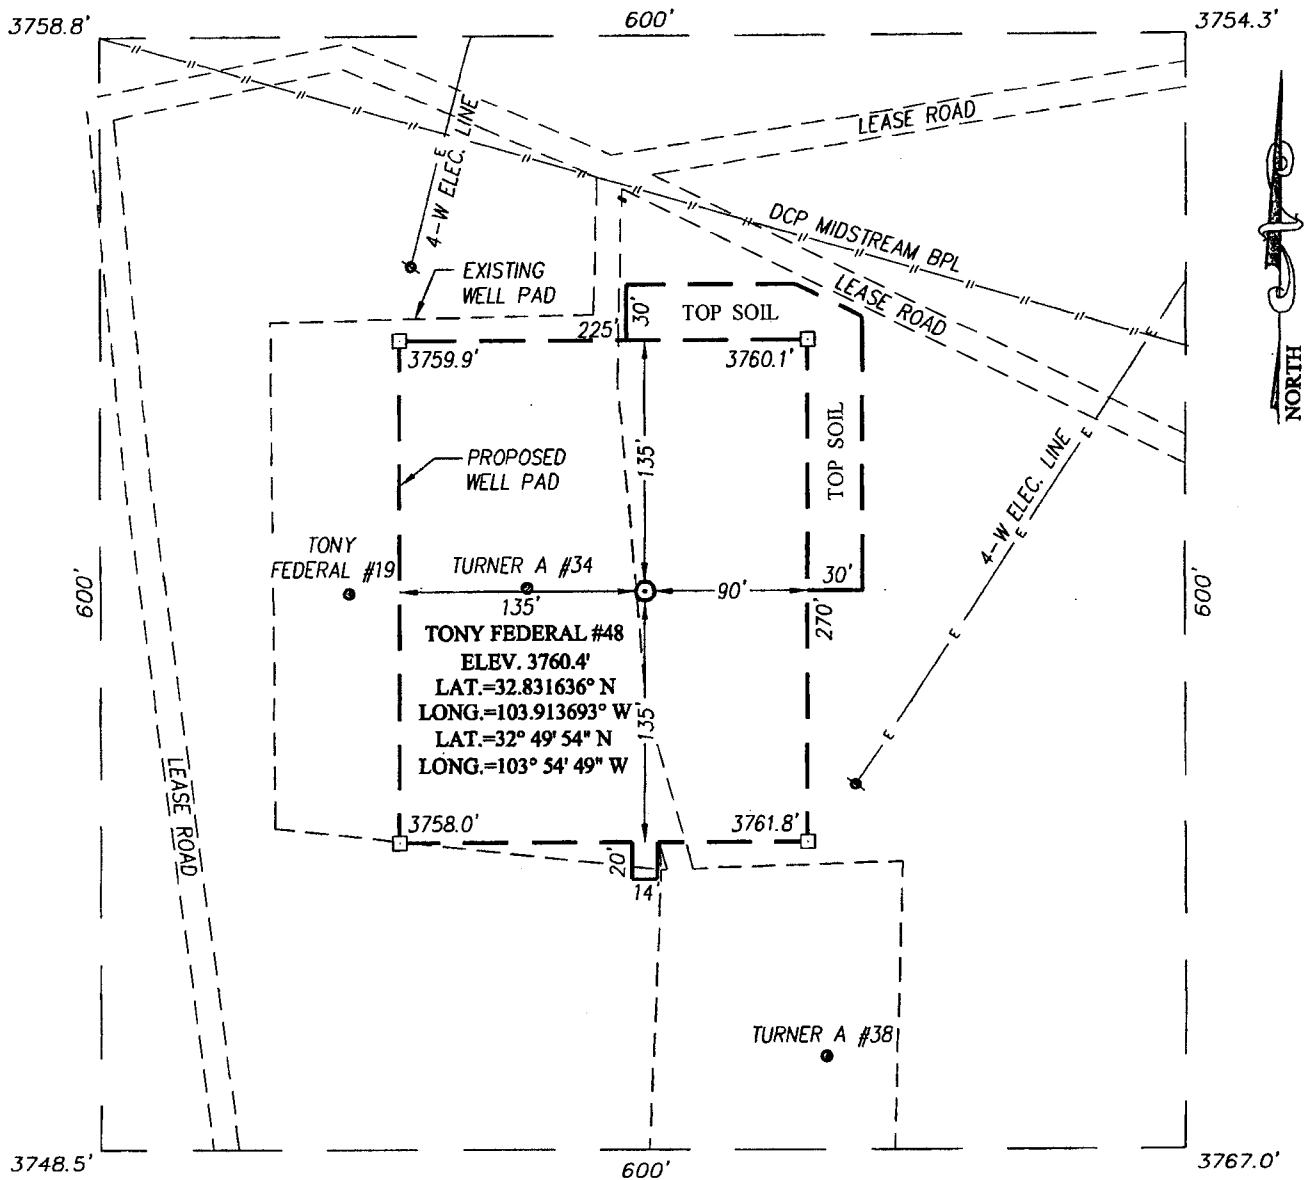 3758.8'
600'
3754.3'
LEASE ROAD
4-W ELEC. LINE
E
DCP MIDSTREAM BPL
EXISTING
WELL PAD
LEASE ROAD
TOP SOIL
30'
225'
E
NORTH
3759.9'
3760.1'
TOP SOIL
135'
E
PROPOSED
WELL PAD
4-W ELEC. LINE
E
E
TONY
FEDERAL #19
TURNER A #34
30'
600'
135'
90'
270'
600'
TONY FEDERAL #48
ELEV. 3760.4'
LAT.=32.831636° N
LONG.=103.913693° W
LAT.=32° 49' 54" N
LONG.=103° 54' 49" W
135'
E
E
LEASE ROAD
3758.0'
3761.8'
20'
14'
TURNER A #38
3748.5'
600'
3767.0'